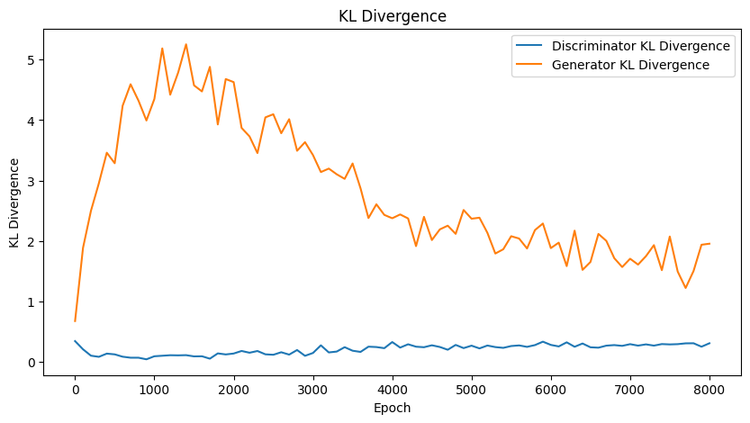 KL Divergence
Discriminator KL Divergence
Generator KL Divergence
KL Divergence
5
4
3
2
1
0
0 1000 2000 3000 4000 5000 6000 7000 8000
Epoch